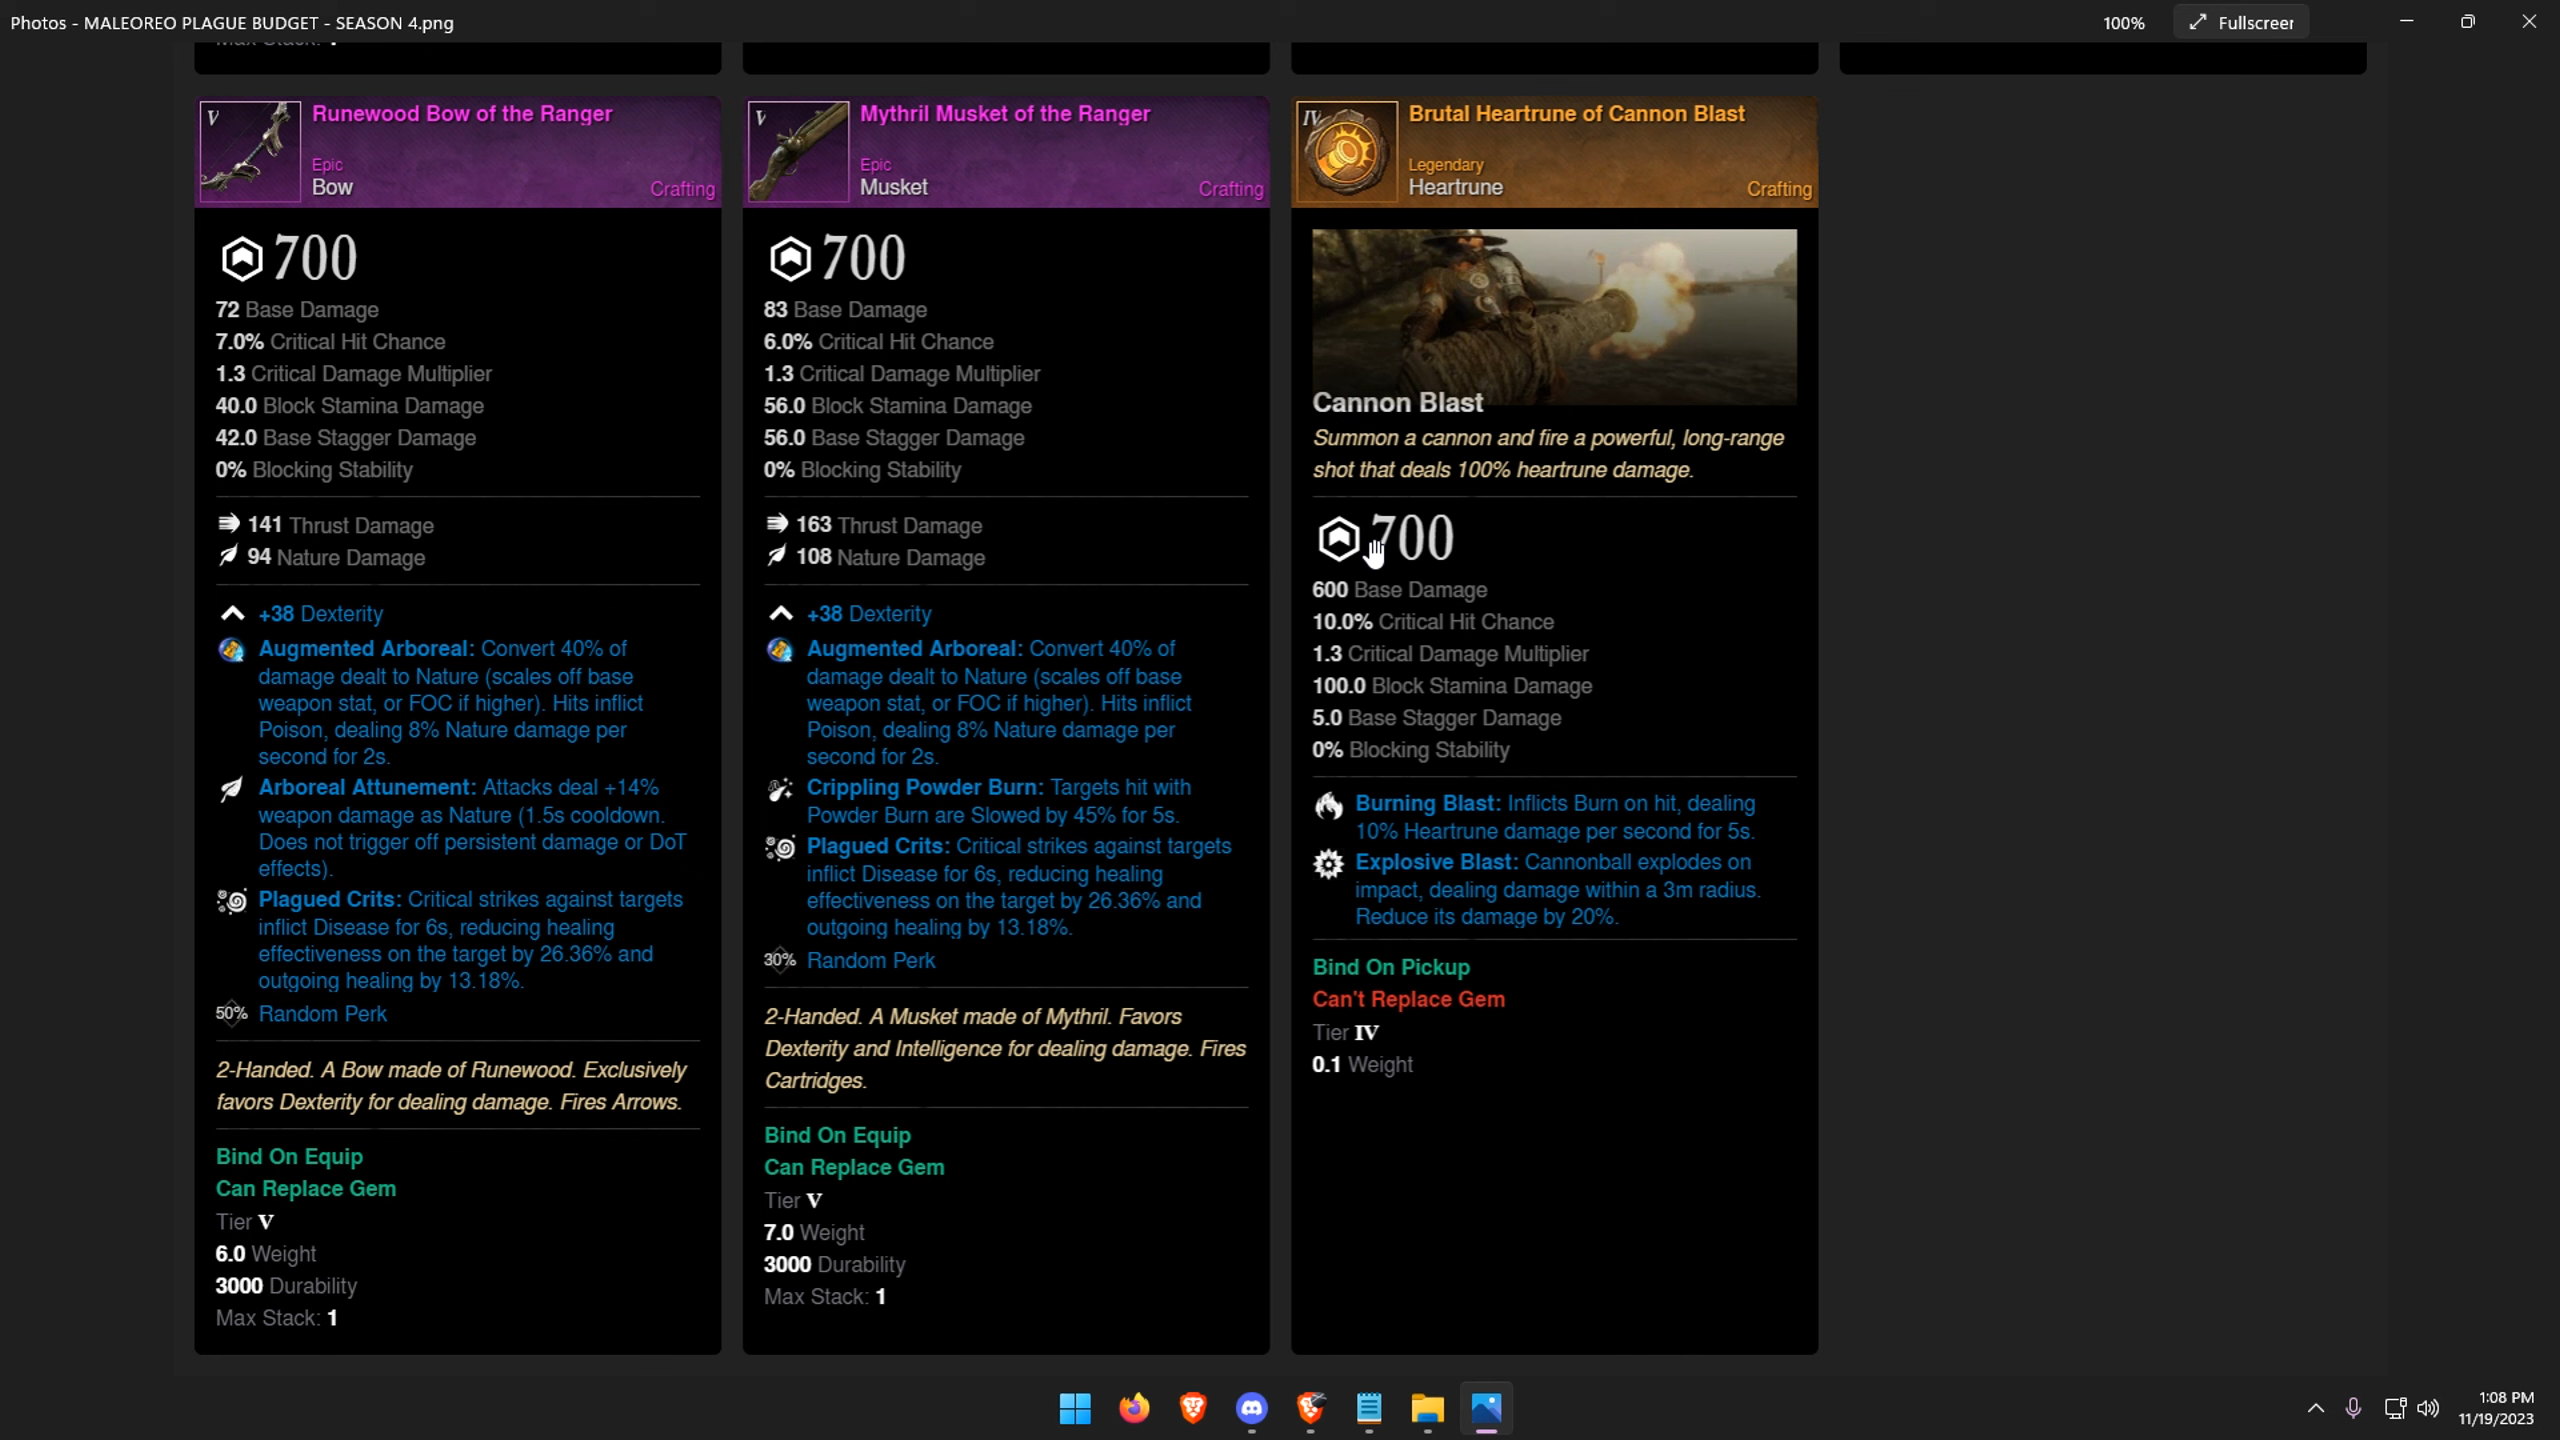 Photos - MALEOREO PLAGUE BUDGET - SEASON 4.png
100%
Fullscreen
Max Stack: 1
V
Runewood Bow of the Ranger
Epic
Bow
Crafting
700
72 Base Damage
7.0% Critical Hit Chance
1.3 Critical Damage Multiplier
40.0 Block Stamina Damage
42.0 Base Stagger Damage
0% Blocking Stability
141 Thrust Damage
94 Nature Damage
+38 Dexterity
Augmented Arboreal: Convert 40% of
damage dealt to Nature (scales off base
weapon stat, or FOC if higher). Hits inflict
Poison, dealing 8% Nature damage per
second for 2s.
Arboreal Attunement: Attacks deal +14%
weapon damage as Nature (1.5s cooldown.
Does not trigger off persistent damage or DoT
effects).
Plagued Crits: Critical strikes against targets
inflict Disease for 6s, reducing healing
effectiveness on the target by 26.36% and
outgoing healing by 13.18%.
50% Random Perk
2-Handed. A Bow made of Runewood. Exclusively
favors Dexterity for dealing damage. Fires Arrows.
Bind On Equip
Can Replace Gem
Tier V
6.0 Weight
3000 Durability
Max Stack: 1
V
Mythril Musket of the Ranger
Epic
Musket
Crafting
700
83 Base Damage
6.0% Critical Hit Chance
1.3 Critical Damage Multiplier
56.0 Block Stamina Damage
56.0 Base Stagger Damage
0% Blocking Stability
163 Thrust Damage
108 Nature Damage
+38 Dexterity
Augmented Arboreal: Convert 40% of
damage dealt to Nature (scales off base
weapon stat, or FOC if higher). Hits inflict
Poison, dealing 8% Nature damage per
second for 2s.
Crippling Powder Burn: Targets hit with
Powder Burn are Slowed by 45% for 5s.
Plagued Crits: Critical strikes against targets
inflict Disease for 6s, reducing healing
effectiveness on the target by 26.36% and
outgoing healing by 13.18%.
30% Random Perk
2-Handed. A Musket made of Mythril. Favors
Dexterity and Intelligence for dealing damage. Fires
Cartridges.
Bind On Equip
Can Replace Gem
Tier V
7.0 Weight
3000 Durability
Max Stack: 1
IV
Brutal Heartrune of Cannon Blast
Legendary
Heartrune
Crafting
Cannon Blast
Summon a cannon and fire a powerful, long-range
shot that deals 100% heartrune damage.
700
600 Base Damage
10.0% Critical Hit Chance
1.3 Critical Damage Multiplier
100.0 Block Stamina Damage
5.0 Base Stagger Damage
0% Blocking Stability
Burning Blast: Inflicts Burn on hit, dealing
10% Heartrune damage per second for 5s.
Explosive Blast: Cannonball explodes on
impact, dealing damage within a 3m radius.
Reduce its damage by 20%.
Bind On Pickup
Can't Replace Gem
Tier IV
0.1 Weight
1:08 PM
11/19/2023